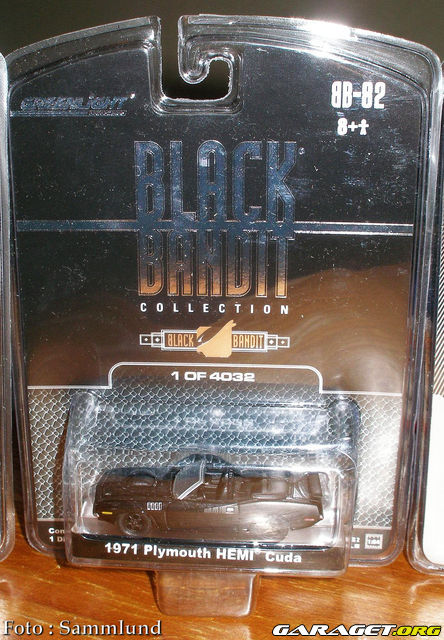 GREENLIGHT
BB-82
8+
BLACK
BANDIT
COLLECTION
BLACK BANDIT
1 OF 4032
1971 Plymouth HEMI Cuda
Foto : Sammlund
GARAGET.ORG